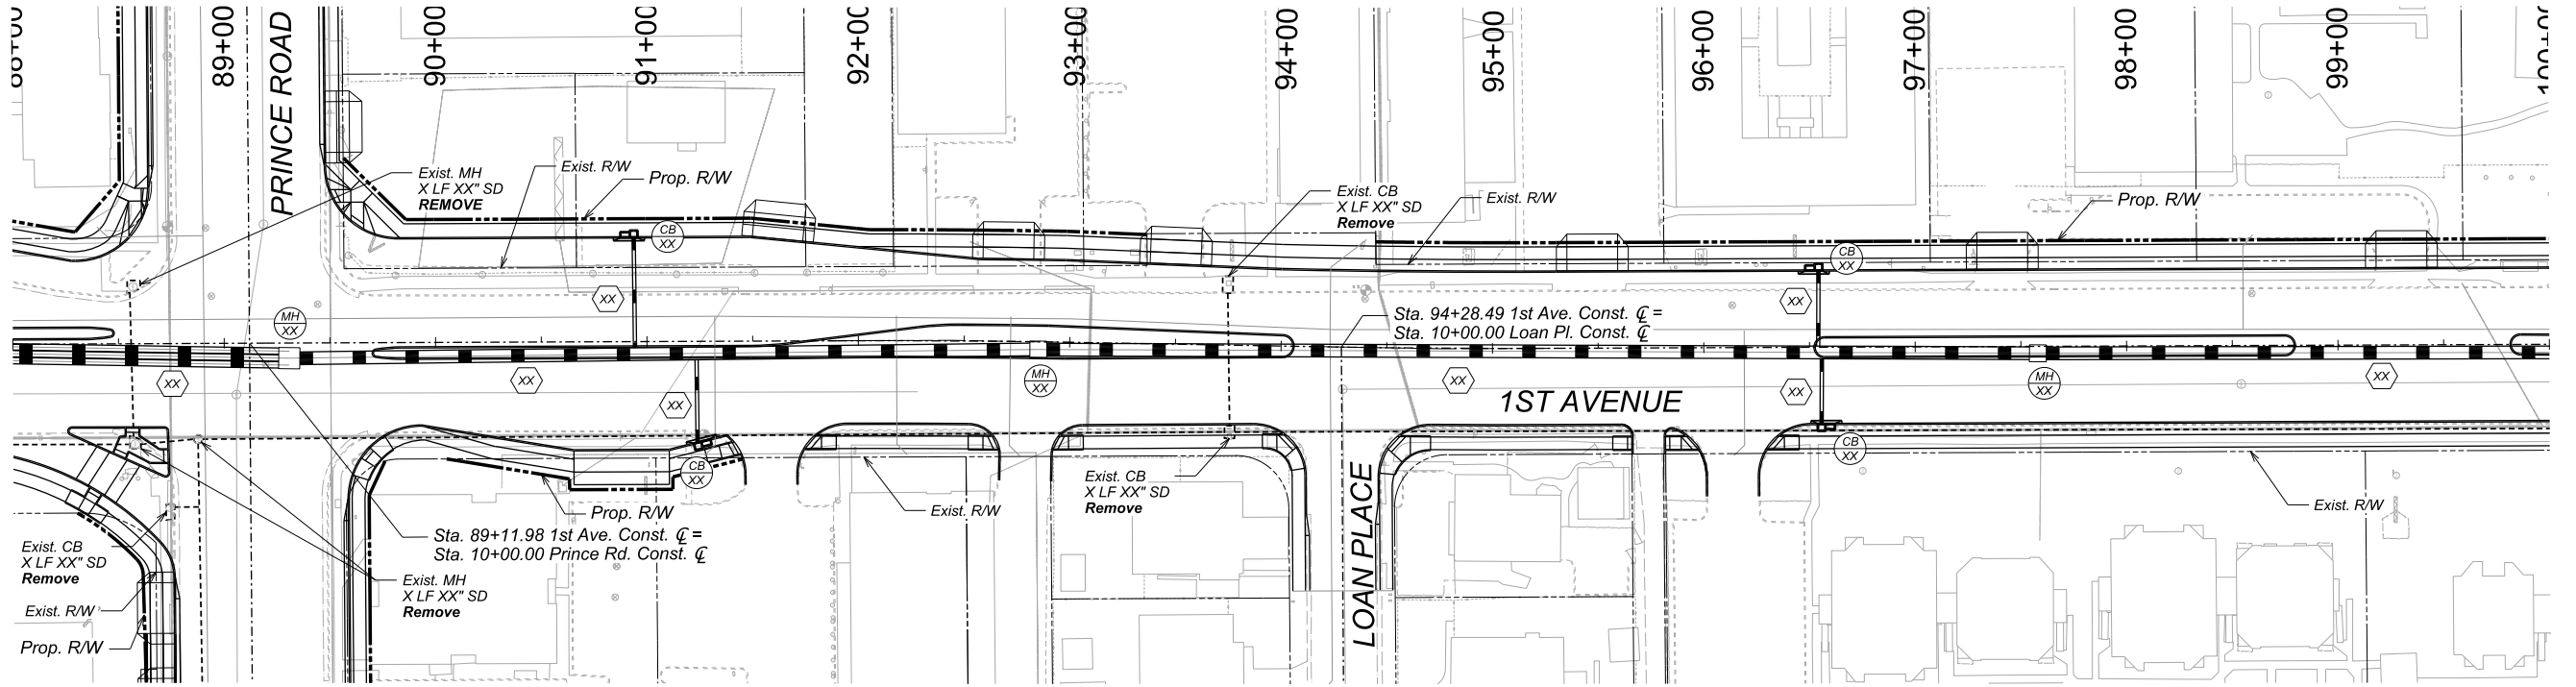 89+00
90+00
91+00
92+00
93+00
94+00
95+00
96+00
97+00
98+00
99+00
PRINCE ROAD
Exist. MH
X LF XX" SD
REMOVE
Exist. R/W
Prop. R/W
Exist. CB
X LF XX" SD
Remove
Exist. R/W
Prop. R/W
CB
XX
CB
XX
XX
XX
MH
XX
Sta. 94+28.49 1st Ave. Const. ℄ =
Sta. 10+00.00 Loan Pl. Const. ℄
XX
XX
MH
XX
XX
XX
MH
XX
XX
XX
1ST AVENUE
CB
XX
CB
XX
Exist. CB
X LF XX" SD
Remove
Exist. R/W
Prop. R/W
Exist. R/W
LOAN PLACE
Sta. 89+11.98 1st Ave. Const. ℄ =
Sta. 10+00.00 Prince Rd. Const. ℄
Exist. CB
X LF XX" SD
Remove
Exist. MH
X LF XX" SD
Remove
Exist. R/W
Prop. R/W